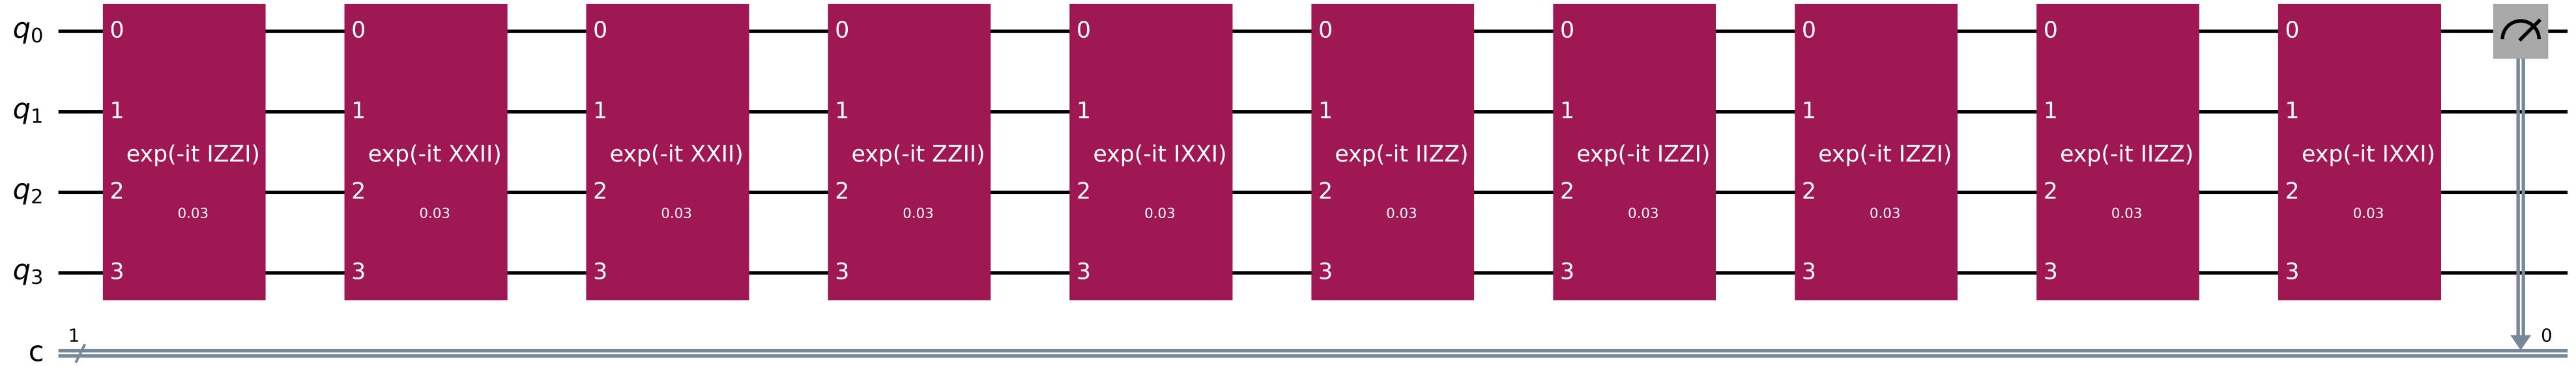 q0 0 0 0 0 0 0 0 0 0 0
q1 1 1 1 1 1 1 1 1 1 1
exp(-it IZZI) exp(-it XXII) exp(-it XXII) exp(-it ZZII) exp(-it IXXI) exp(-it IIZZ) exp(-it IZZI) exp(-it IZZI) exp(-it IIZZ) exp(-it IXXI)
q2 2 2 2 2 2 2 2 2 2 2
0.03 0.03 0.03 0.03 0.03 0.03 0.03 0.03 0.03 0.03
q3 3 3 3 3 3 3 3 3 3 3
1 0
c